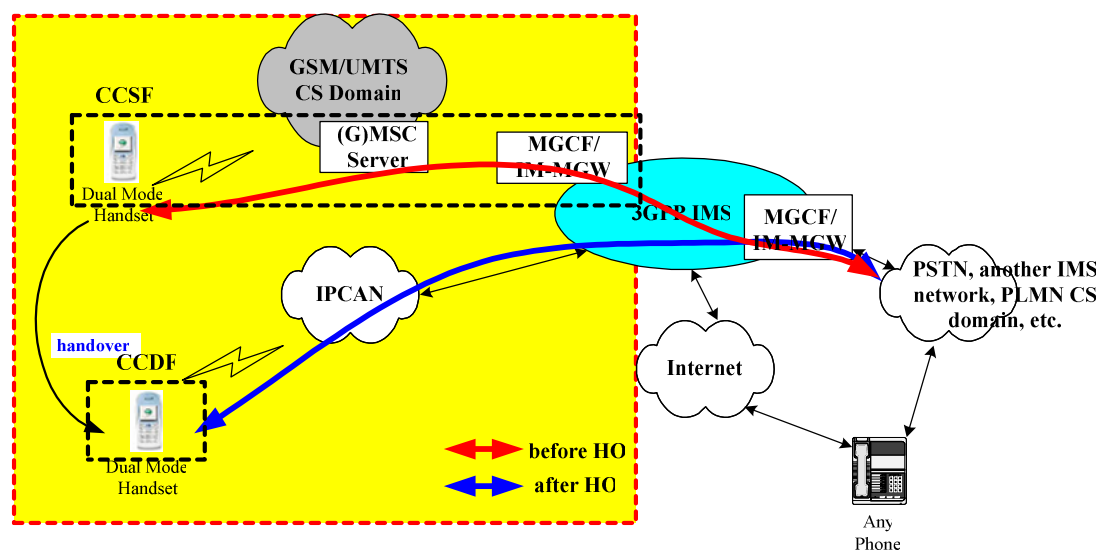 GSM/UMTS
CS Domain
CCSF
(G)MSC
Server
MGCF/
IM-MGW
Dual Mode
Handset
3GPP IMS
MGCF/
IM-MGW
PSTN, another IMS
network, PLMN CS
domain, etc.
IPCAN
handover
CCDF
Internet
Dual Mode
Handset
before HO
after HO
Any
Phone